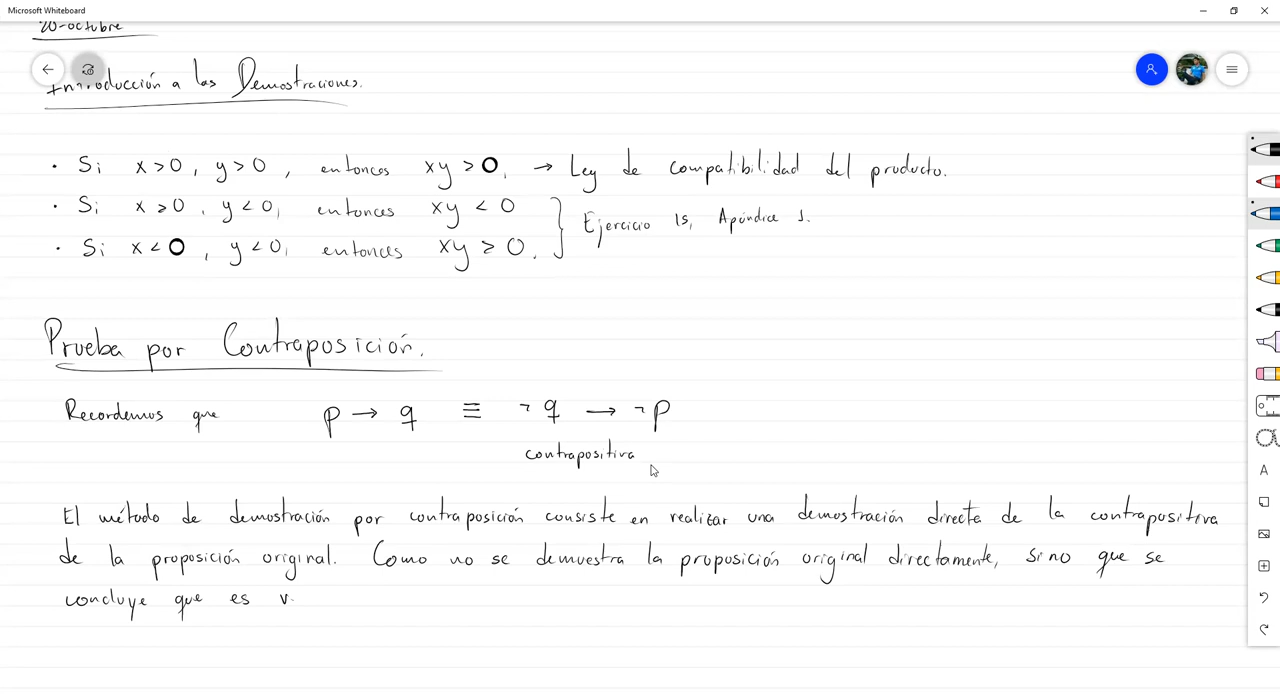 Microsoft Whiteboard
20-octubre
Introducción a las Demostraciones.
· Si x > 0, y > 0, entonces xy > 0. → Ley de compatibilidad del producto.
· Si x > 0, y < 0, entonces xy < 0
Ejercicio 15, Apéndice 1.
· Si x < 0, y < 0, entonces xy > 0.
Prueba por Contraposición.
Recordemos que p → q ≡ ¬q → ¬p
contrapositiva
El método de demostración por contraposición consiste en realizar una demostración directa de la contrapositiva
de la proposición original. Como no se demuestra la proposición original directamente, sino que se
concluye que es v.
A